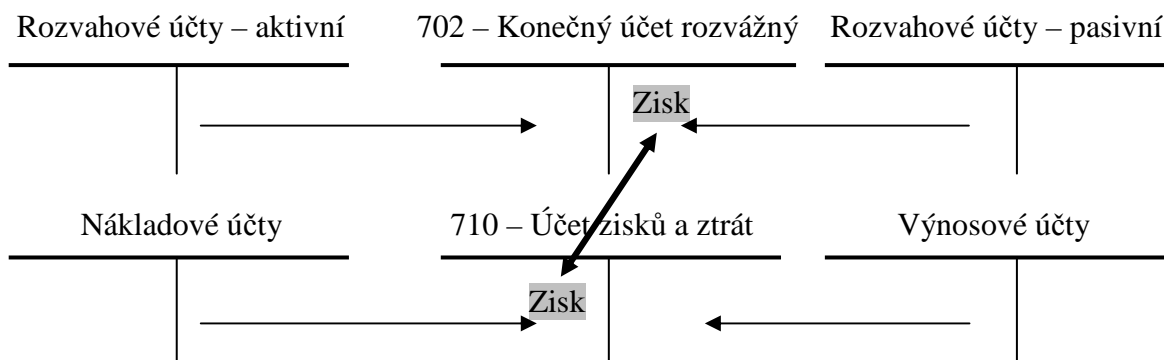 Rozvahové účty – aktivní 702 – Konečný účet rozvážný Rozvahové účty – pasivní
Zisk
Nákladové účty 710 – Účet zisků a ztrát Výnosové účty
Zisk